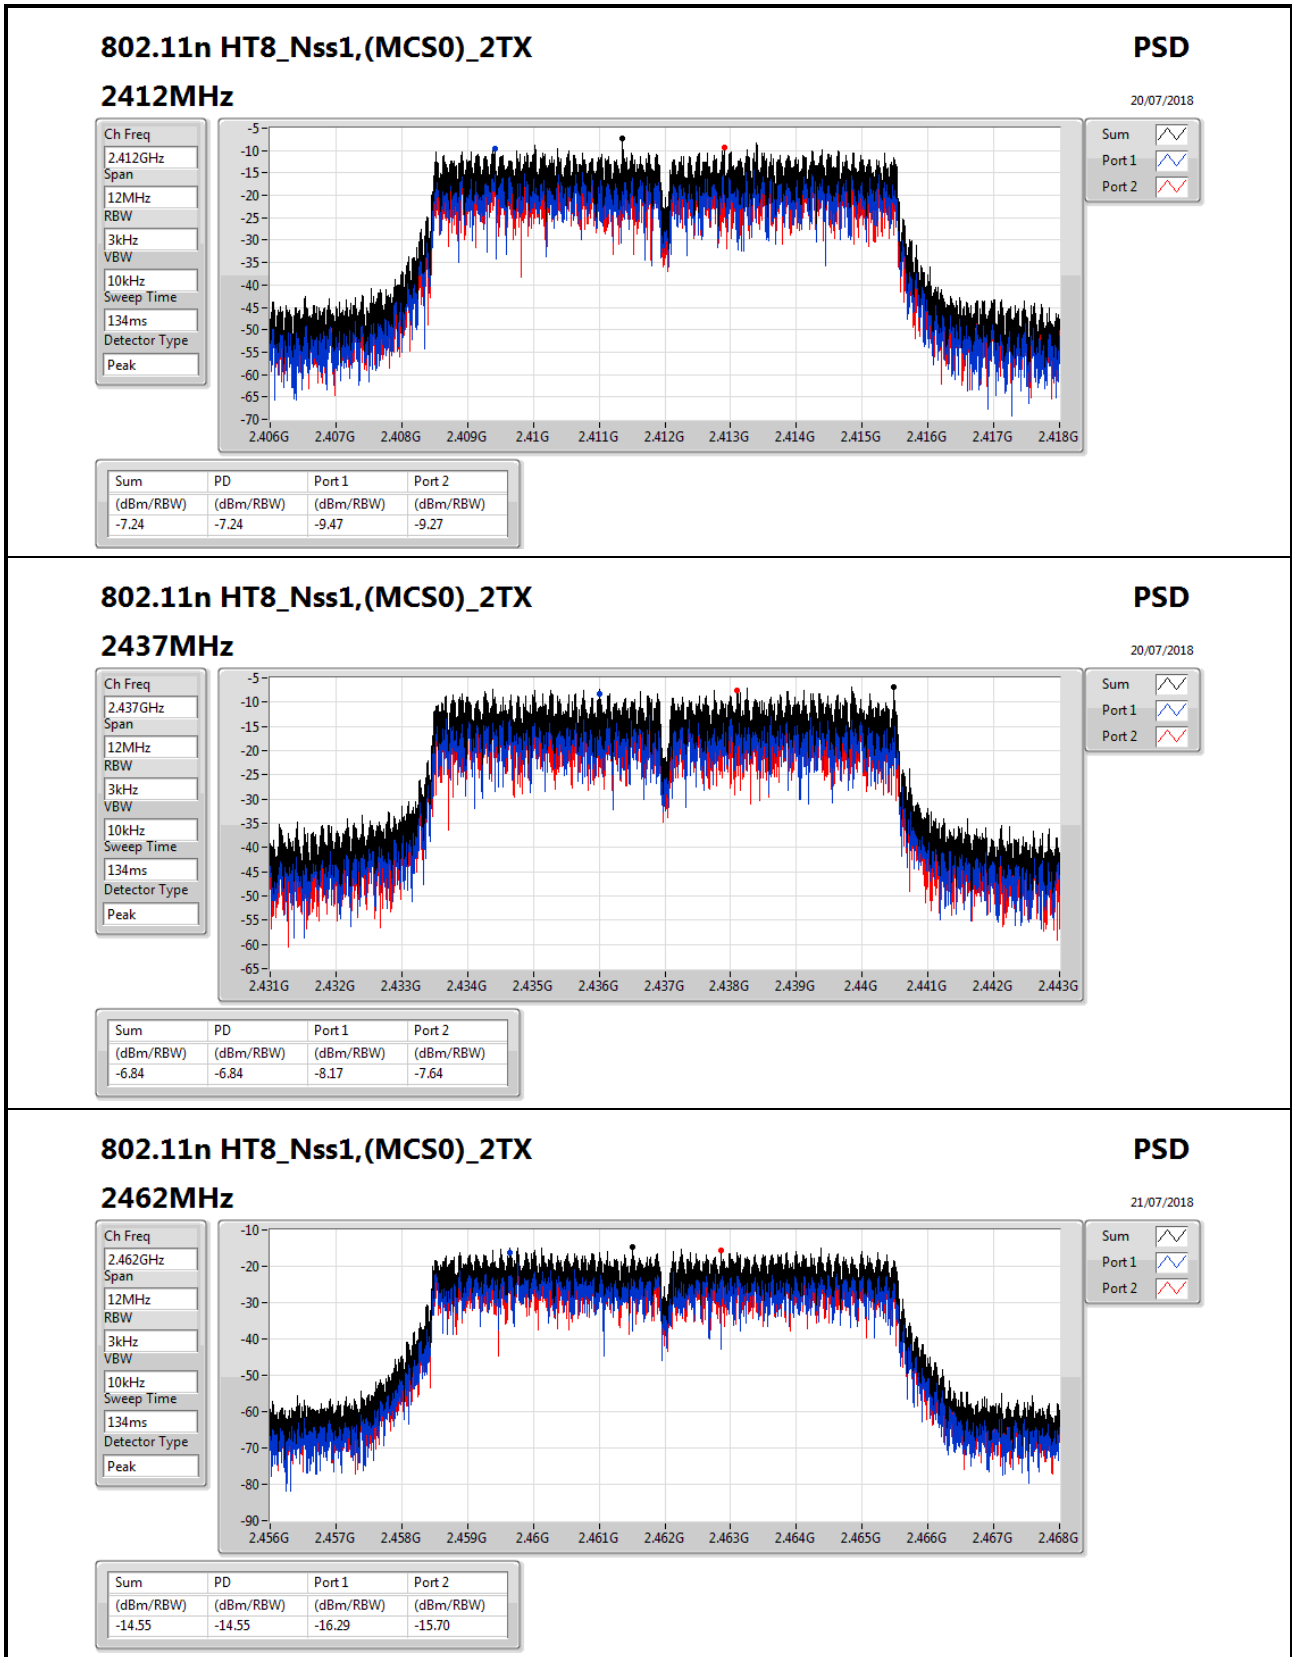 802.11n HT8_Nss1,(MCS0)_2TX PSD
2412MHz 20/07/2018
Ch Freq
2.412GHz
Span
12MHz
RBW
3kHz
VBW
10kHz
Sweep Time
134ms
Detector Type
Peak
-5
-10
-15
-20
-25
-30
-35
-40
-45
-50
-55
-60
-65
-70
2.406G 2.407G 2.408G 2.409G 2.41G 2.411G 2.412G 2.413G 2.414G 2.415G 2.416G 2.417G 2.418G
Sum
Port 1
Port 2
Sum PD Port 1 Port 2
(dBm/RBW) (dBm/RBW) (dBm/RBW) (dBm/RBW)
-7.24 -7.24 -9.47 -9.27
802.11n HT8_Nss1,(MCS0)_2TX PSD
2437MHz 20/07/2018
Ch Freq
2.437GHz
Span
12MHz
RBW
3kHz
VBW
10kHz
Sweep Time
134ms
Detector Type
Peak
-5
-10
-15
-20
-25
-30
-35
-40
-45
-50
-55
-60
-65
2.431G 2.432G 2.433G 2.434G 2.435G 2.436G 2.437G 2.438G 2.439G 2.44G 2.441G 2.442G 2.443G
Sum
Port 1
Port 2
Sum PD Port 1 Port 2
(dBm/RBW) (dBm/RBW) (dBm/RBW) (dBm/RBW)
-6.84 -6.84 -8.17 -7.64
802.11n HT8_Nss1,(MCS0)_2TX PSD
2462MHz 21/07/2018
Ch Freq
2.462GHz
Span
12MHz
RBW
3kHz
VBW
10kHz
Sweep Time
134ms
Detector Type
Peak
-10
-20
-30
-40
-50
-60
-70
-80
-90
2.456G 2.457G 2.458G 2.459G 2.46G 2.461G 2.462G 2.463G 2.464G 2.465G 2.466G 2.467G 2.468G
Sum
Port 1
Port 2
Sum PD Port 1 Port 2
(dBm/RBW) (dBm/RBW) (dBm/RBW) (dBm/RBW)
-14.55 -14.55 -16.29 -15.70